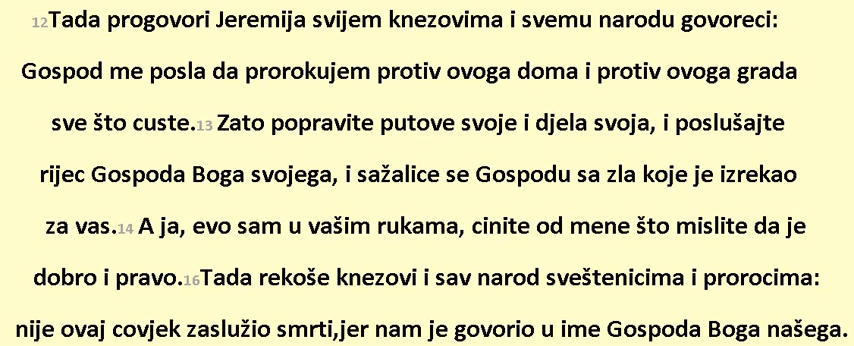 12Tada progovori Jeremija svijem knezovima i svemu narodu govoreci:
Gospod me posla da prorokujem protiv ovoga doma i protiv ovoga grada
sve što custe.13 Zato popravite putove svoje i djela svoja, i poslušajte
rijec Gospoda Boga svojega, i sažalice se Gospodu sa zla koje je izrekao
za vas.14 A ja, evo sam u vašim rukama, cinite od mene što mislite da je
dobro i pravo.16Tada rekoše knezovi i sav narod sveštenicima i prorocima:
nije ovaj covjek zaslužio smrti,jer nam je govorio u ime Gospoda Boga našega.